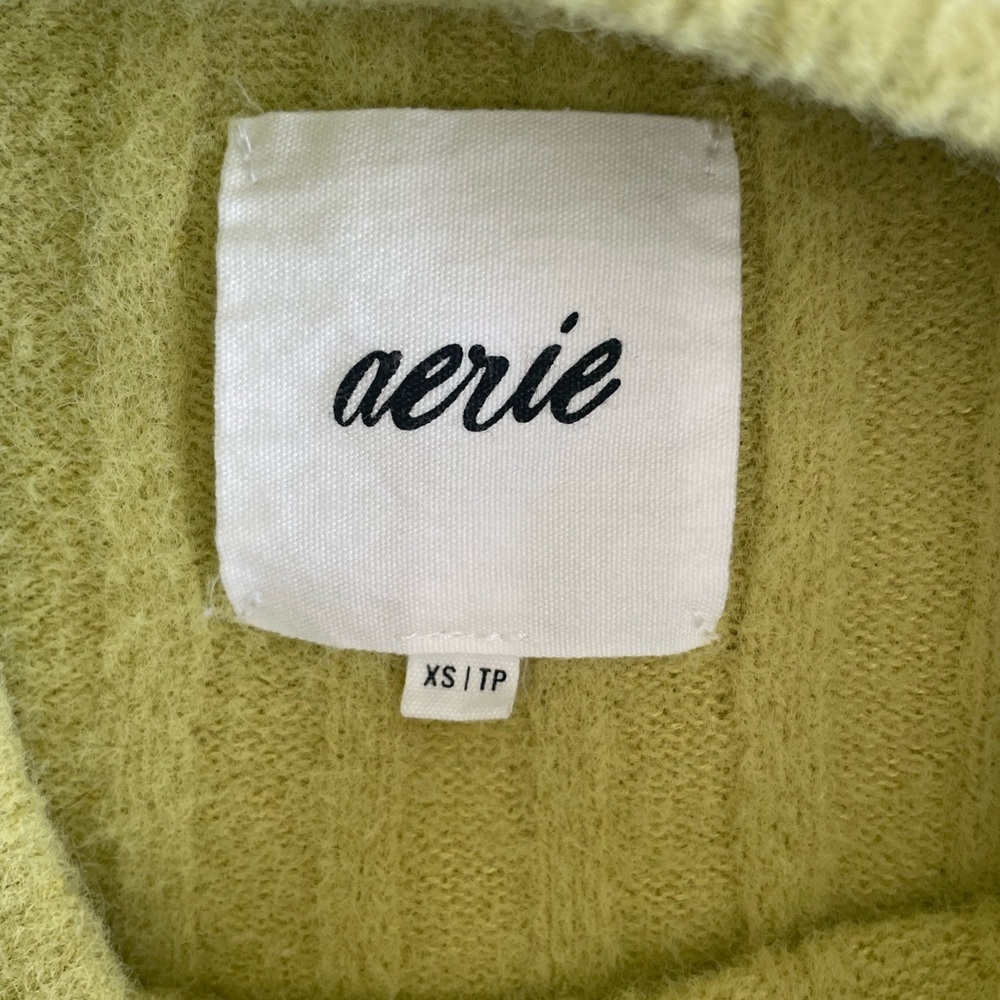 aerie
XS | TP